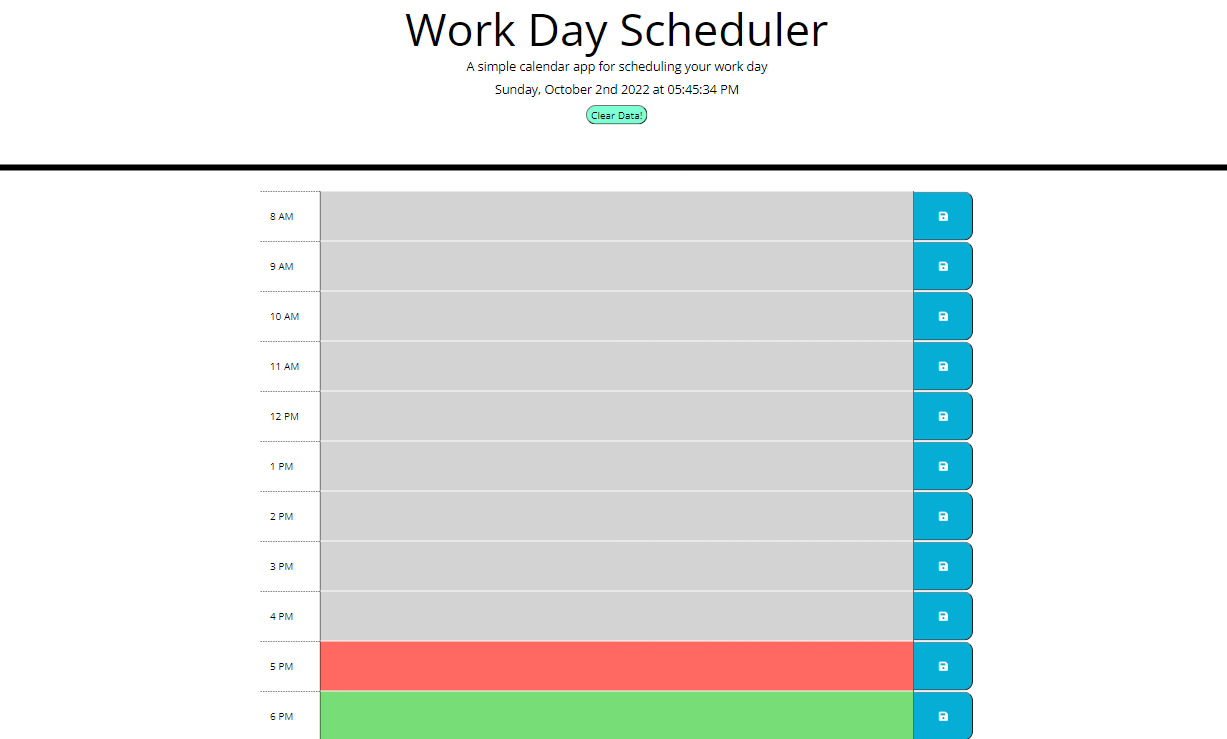 Work Day Scheduler
A simple calendar app for scheduling your work day
Sunday, October 2nd 2022 at 05:45:34 PM
Clear Data!
8 AM
9 AM
10 AM
11 AM
12 PM
1 PM
2 PM
3 PM
4 PM
5 PM
6 PM